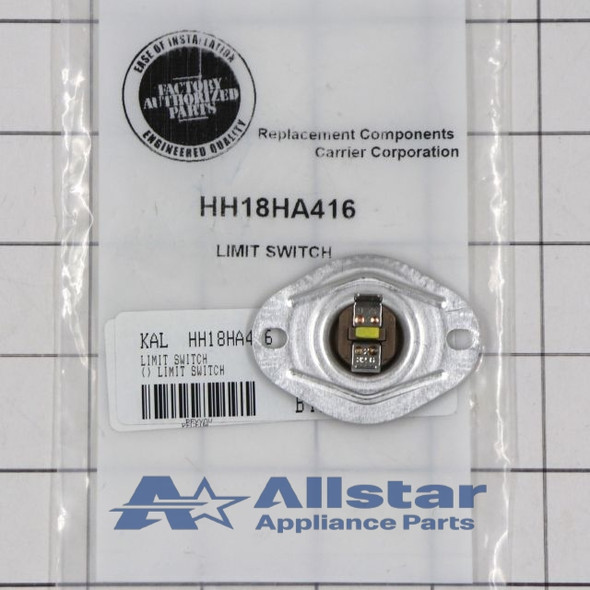 EASE OF INSTALLATION
FACTORY
AUTHORIZED
PARTS
ENGINEERED QUALITY
Replacement Components
Carrier Corporation
HH18HA416
LIMIT SWITCH
KAL HH18HA4 6
LIMIT SWITCH
() LIMIT SWITCH
Allstar
Appliance Parts